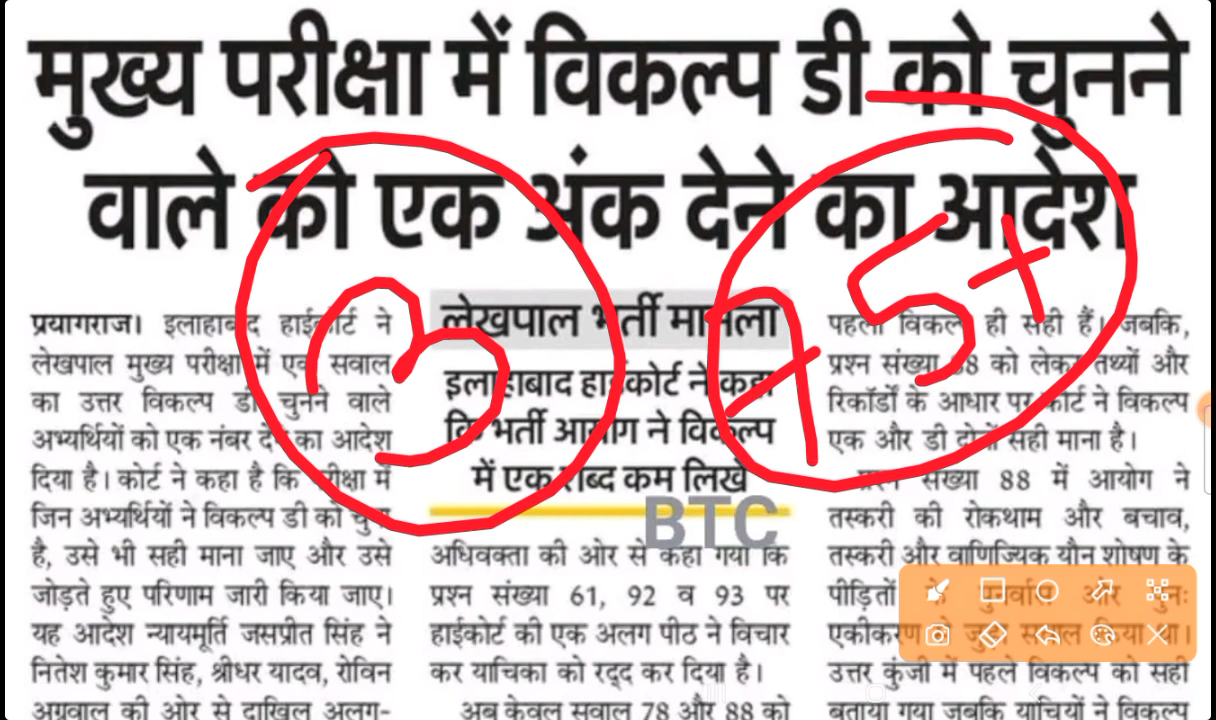 मुख्य परीक्षा में विकल्प डी को चुनने
वाले को एक अंक देने का आदेश
प्रयागराज। इलाहाबाद हाईकोर्ट ने
लेखपाल मुख्य परीक्षा में एक सवाल
का उत्तर विकल्प डी चुनने वाले
अभ्यर्थियों को एक नंबर देने का आदेश
दिया है। कोर्ट ने कहा है कि परीक्षा में
जिन अभ्यर्थियों ने विकल्प डी को चुना
है, उसे भी सही माना जाए और उसे
जोड़ते हुए परिणाम जारी किया जाए।
यह आदेश न्यायमूर्ति जसप्रीत सिंह ने
नितेश कुमार सिंह, श्रीधर यादव, रोविन
अग्रवाल की ओर से दाखिल अलग-
लेखपाल भर्ती मामला
इलाहाबाद हाईकोर्ट ने कहा
कि भर्ती आयोग ने विकल्प
में एक शब्द कम लिखे
BTC
अधिवक्ता की ओर से कहा गया कि
प्रश्न संख्या 61, 92 व 93 पर
हाईकोर्ट की एक अलग पीठ ने विचार
कर याचिका को रद्द कर दिया है।
अब केवल सवाल 78 और 88 को
पहला विकल्प ही सही हैं। जबकि,
प्रश्न संख्या 88 को लेकर तथ्यों और
रिकॉर्डों के आधार पर कोर्ट ने विकल्प
एक और डी दोनों सही माना है।
प्रश्न संख्या 88 में आयोग ने
तस्करी की रोकथाम और बचाव,
तस्करी और वाणिज्यिक यौन शोषण के
पीड़ितों के पुनर्वास और पुनः
एकीकरण से जुड़े सवाल किया था।
उत्तर कुंजी में पहले विकल्प को सही
बताया गया जबकि याचियों ने विकल्प
3
75+